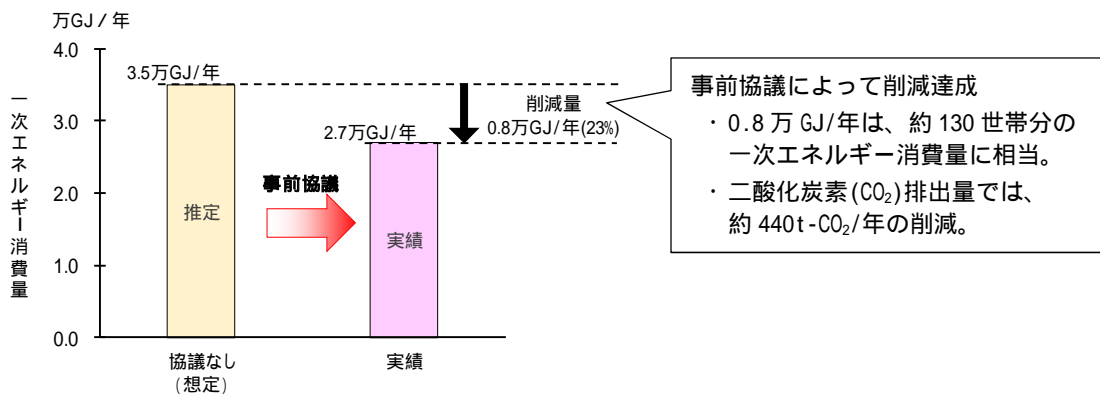 万GJ/年
4.0
3.0
2.0
1.0
0.0
一次エネルギー消費量
3.5万GJ/年
推定
事前協議
2.7万GJ/年
実績
削減量
0.8万GJ/年(23%)
協議なし
(想定)
実績
事前協議によって削減達成
・0.8万GJ/年は、約130世帯分の
一次エネルギー消費量に相当。
・二酸化炭素(CO₂)排出量では、
約440t-CO₂/年の削減。